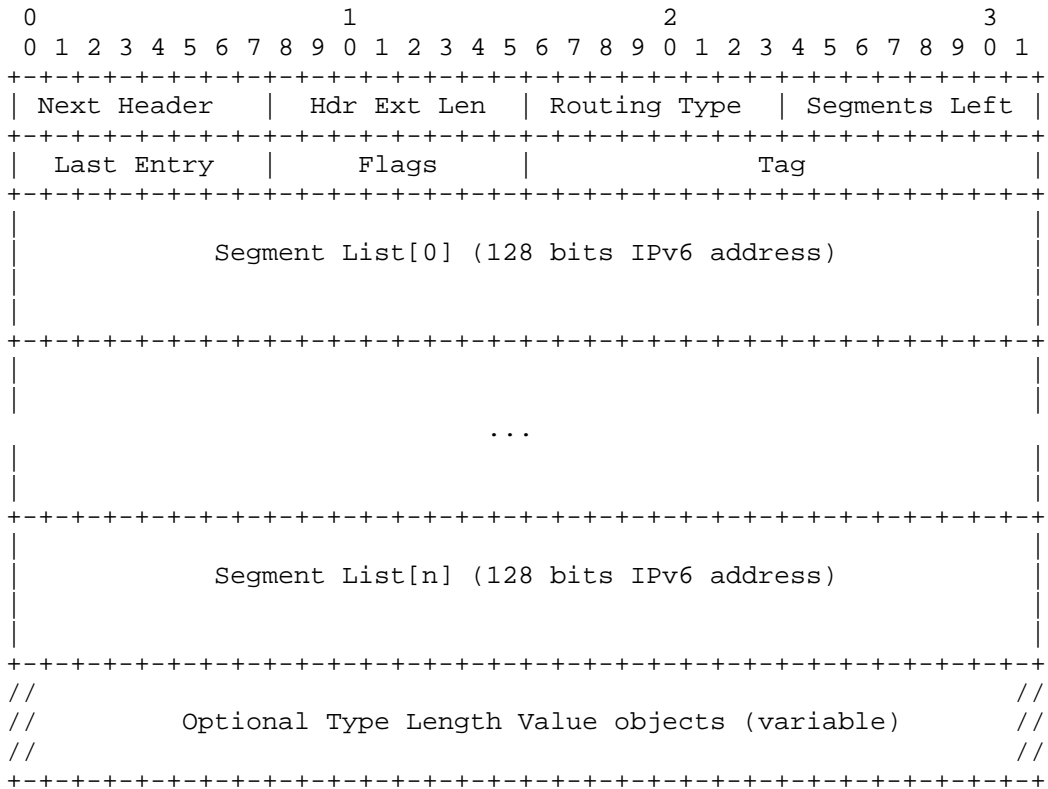 0                   1                   2                   3
 0 1 2 3 4 5 6 7 8 9 0 1 2 3 4 5 6 7 8 9 0 1 2 3 4 5 6 7 8 9 0 1
+-+-+-+-+-+-+-+-+-+-+-+-+-+-+-+-+-+-+-+-+-+-+-+-+-+-+-+-+-+-+-+-+
| Next Header   |  Hdr Ext Len  | Routing Type  | Segments Left |
+-+-+-+-+-+-+-+-+-+-+-+-+-+-+-+-+-+-+-+-+-+-+-+-+-+-+-+-+-+-+-+-+
|  Last Entry   |     Flags     |              Tag              |
+-+-+-+-+-+-+-+-+-+-+-+-+-+-+-+-+-+-+-+-+-+-+-+-+-+-+-+-+-+-+-+-+
|                                                               |
|            Segment List[0] (128 bits IPv6 address)            |
|                                                               |
|                                                               |
+-+-+-+-+-+-+-+-+-+-+-+-+-+-+-+-+-+-+-+-+-+-+-+-+-+-+-+-+-+-+-+-+
|                                                               |
|                                                               |
                              ...
|                                                               |
|                                                               |
+-+-+-+-+-+-+-+-+-+-+-+-+-+-+-+-+-+-+-+-+-+-+-+-+-+-+-+-+-+-+-+-+
|                                                               |
|            Segment List[n] (128 bits IPv6 address)            |
|                                                               |
|                                                               |
+-+-+-+-+-+-+-+-+-+-+-+-+-+-+-+-+-+-+-+-+-+-+-+-+-+-+-+-+-+-+-+-+
//                                                             //
//         Optional Type Length Value objects (variable)       //
//                                                             //
+-+-+-+-+-+-+-+-+-+-+-+-+-+-+-+-+-+-+-+-+-+-+-+-+-+-+-+-+-+-+-+-+